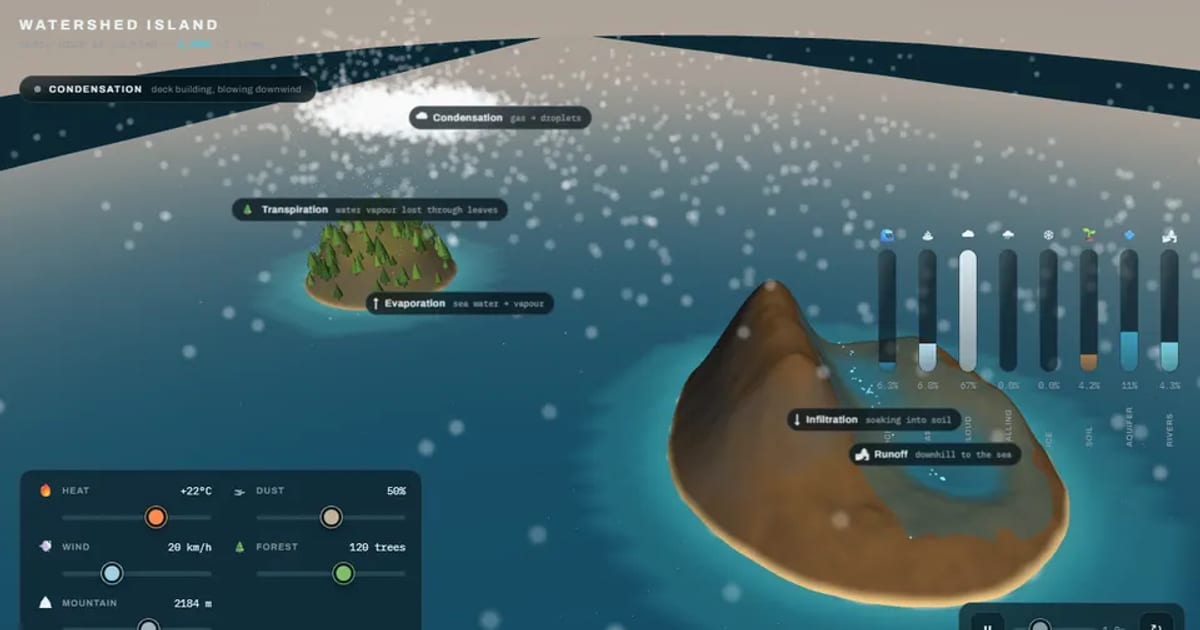 WATERSHED ISLAND
CONDENSATION deck building, blowing downwind
Condensation gas → droplets
Transpiration water vapour lost through leaves
Evaporation sea water → vapour
6.3% 6.8% 67% 0.0% 0.0% 4.2% 11% 4.3%
Infiltration soaking into soil
ICE SOIL AQUIFER RIVERS
Runoff downhill to the sea
HEAT +22°C DUST 50%
WIND 20 km/h FOREST 120 trees
MOUNTAIN 2184 m